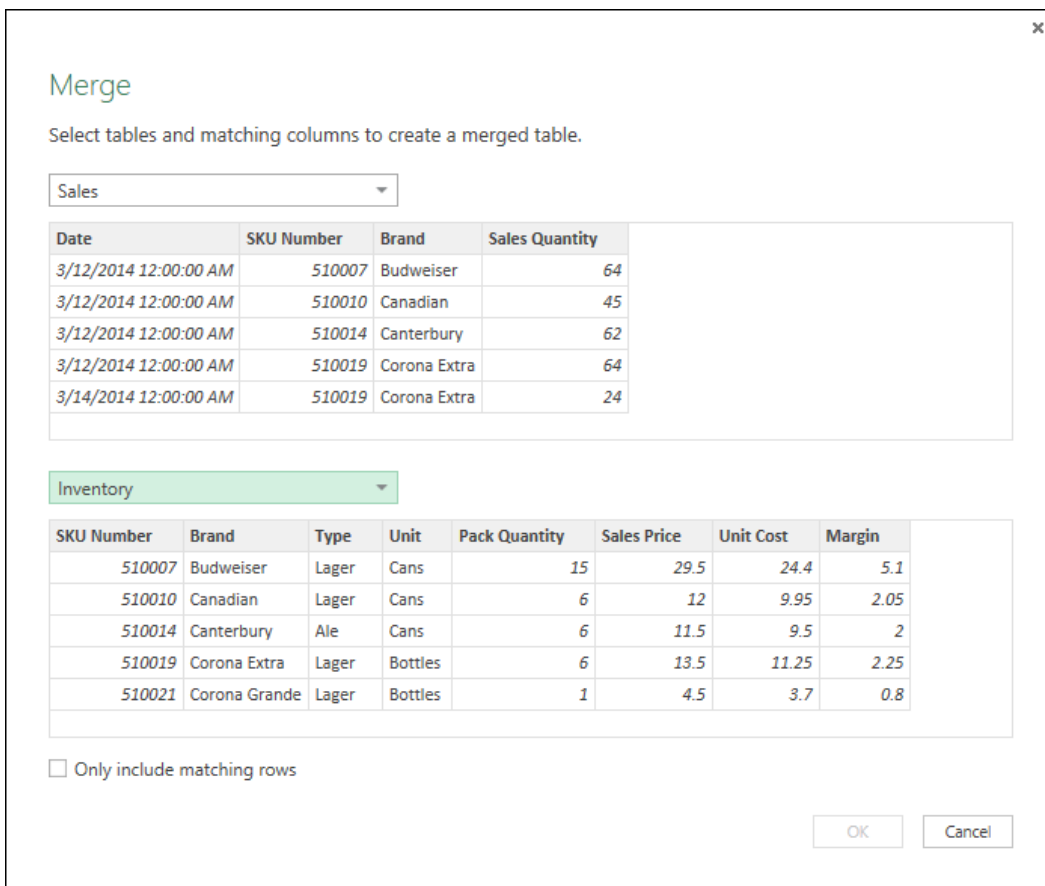 Merge
Select tables and matching columns to create a merged table.
Sales
Date SKU Number Brand Sales Quantity
3/12/2014 12:00:00 AM 510007 Budweiser 64
3/12/2014 12:00:00 AM 510010 Canadian 45
3/12/2014 12:00:00 AM 510014 Canterbury 62
3/12/2014 12:00:00 AM 510019 Corona Extra 64
3/14/2014 12:00:00 AM 510019 Corona Extra 24
Inventory
SKU Number Brand Type Unit Pack Quantity Sales Price Unit Cost Margin
510007 Budweiser Lager Cans 15 29.5 24.4 5.1
510010 Canadian Lager Cans 6 12 9.95 2.05
510014 Canterbury Ale Cans 6 11.5 9.5 2
510019 Corona Extra Lager Bottles 6 13.5 11.25 2.25
510021 Corona Grande Lager Bottles 1 4.5 3.7 0.8
Only include matching rows
OK Cancel